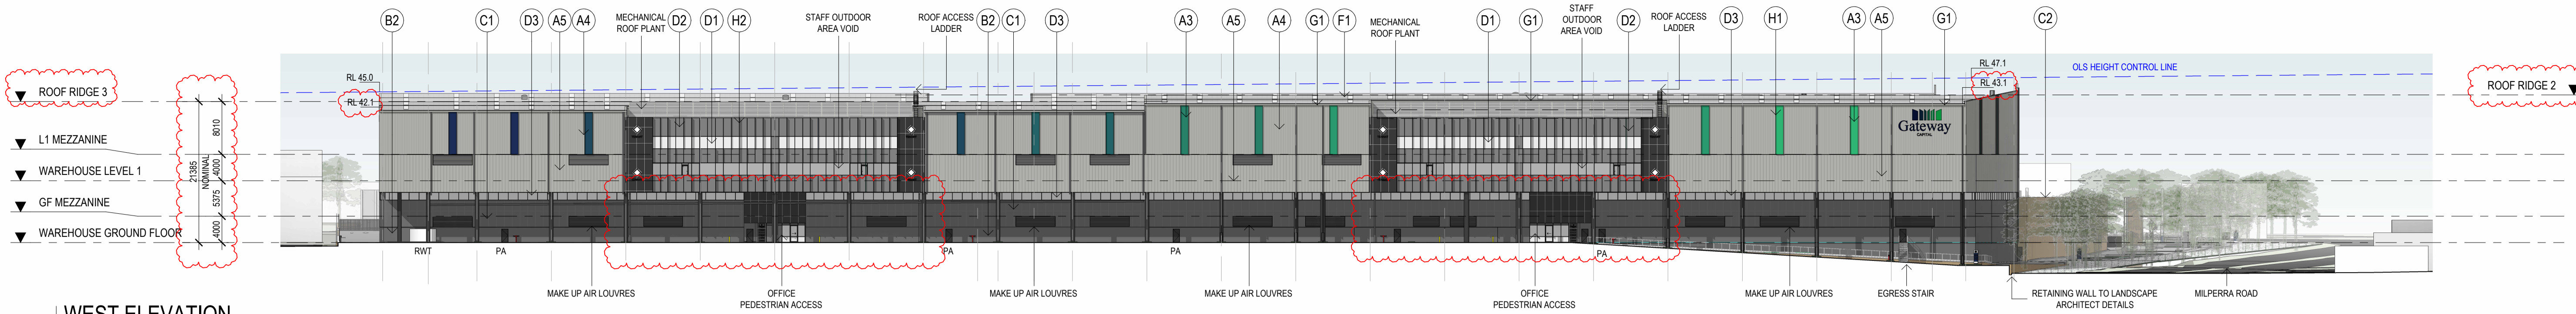 B2 C1 D3 A5 A4 MECHANICAL D2 D1 H2 STAFF OUTDOOR ROOF ACCESS B2 C1 D3 A3 A5 A4 G1 F1 MECHANICAL D1 G1 STAFF D2 ROOF ACCESS D3 H1 A3 A5 G1 C2
ROOF PLANT AREA VOID LADDER ROOF PLANT OUTDOOR LADDER
AREA VOID
RL 45.0 RL 47.1 OLS HEIGHT CONTROL LINE
ROOF RIDGE 3 RL 42.1 RL 43.1 ROOF RIDGE 2
8010
Gateway
CAPITAL
L1 MEZZANINE
21385
NOMINAL
4000
WAREHOUSE LEVEL 1
5375
GF MEZZANINE
4000
WAREHOUSE GROUND FLOOR
RWT PA PA PA PA
MAKE UP AIR LOUVRES OFFICE MAKE UP AIR LOUVRES MAKE UP AIR LOUVRES OFFICE MAKE UP AIR LOUVRES EGRESS STAIR RETAINING WALL TO LANDSCAPE MILPERRA ROAD
PEDESTRIAN ACCESS PEDESTRIAN ACCESS ARCHITECT DETAILS
WEST ELEVATION